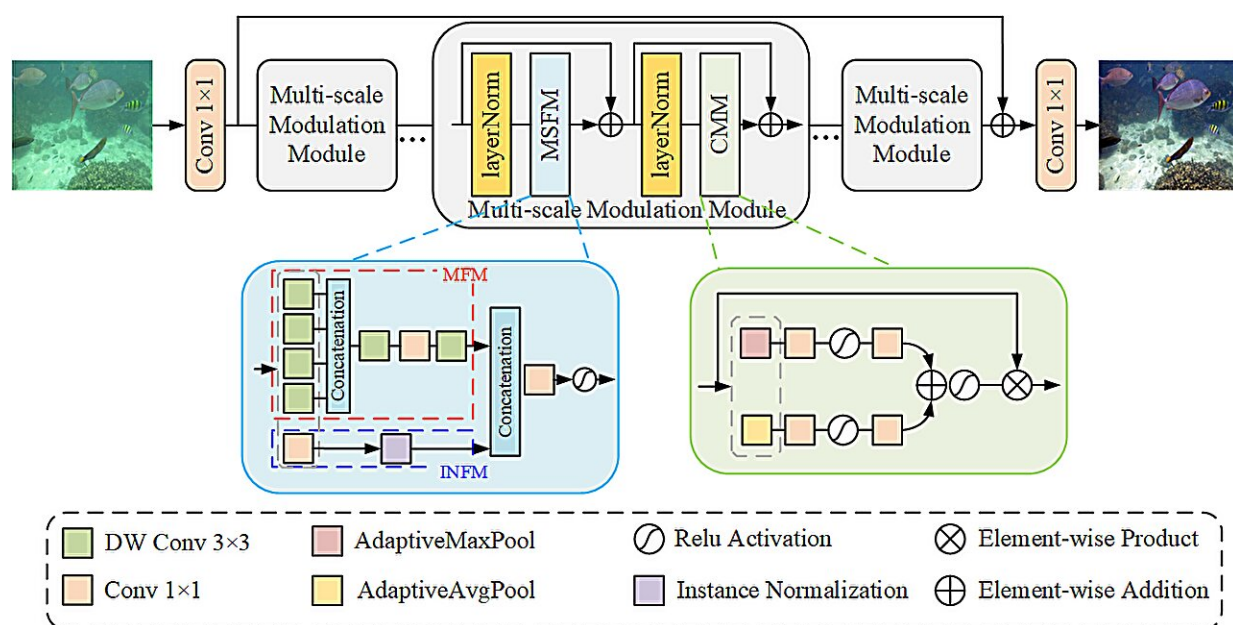 Conv 1×1
Multi-scale
Modulation
Module
...
layerNorm
MSFM
layerNorm
CMM
Multi-scale Modulation Module
...
Multi-scale
Modulation
Module
Conv 1×1
MFM
Concatenation
Concatenation
INFM
DW Conv 3×3
AdaptiveMaxPool
Relu Activation
Element-wise Product
Conv 1×1
AdaptiveAvgPool
Instance Normalization
Element-wise Addition